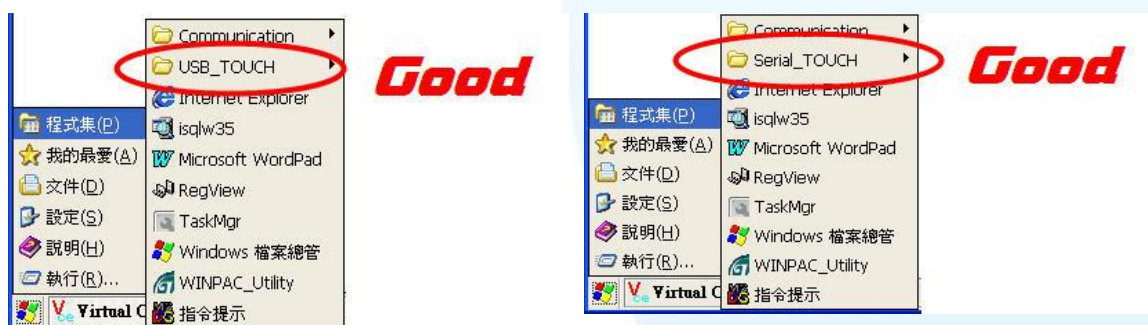 Communication
USB_TOUCH
Internet Explorer
isqlw35
Microsoft WordPad
RegView
TaskMgr
Windows 檔案總管
WINPAC_Utility
指令提示
程式集(P)
我的最愛(A)
文件(D)
設定(S)
說明(H)
執行(R)...
Virtual C
Good
Communication
Serial_TOUCH
Internet Explorer
isqlw35
Microsoft WordPad
RegView
TaskMgr
Windows 檔案總管
WINPAC_Utility
指令提示
程式集(P)
我的最愛(A)
文件(D)
設定(S)
說明(H)
執行(R)...
Virtual C
Good